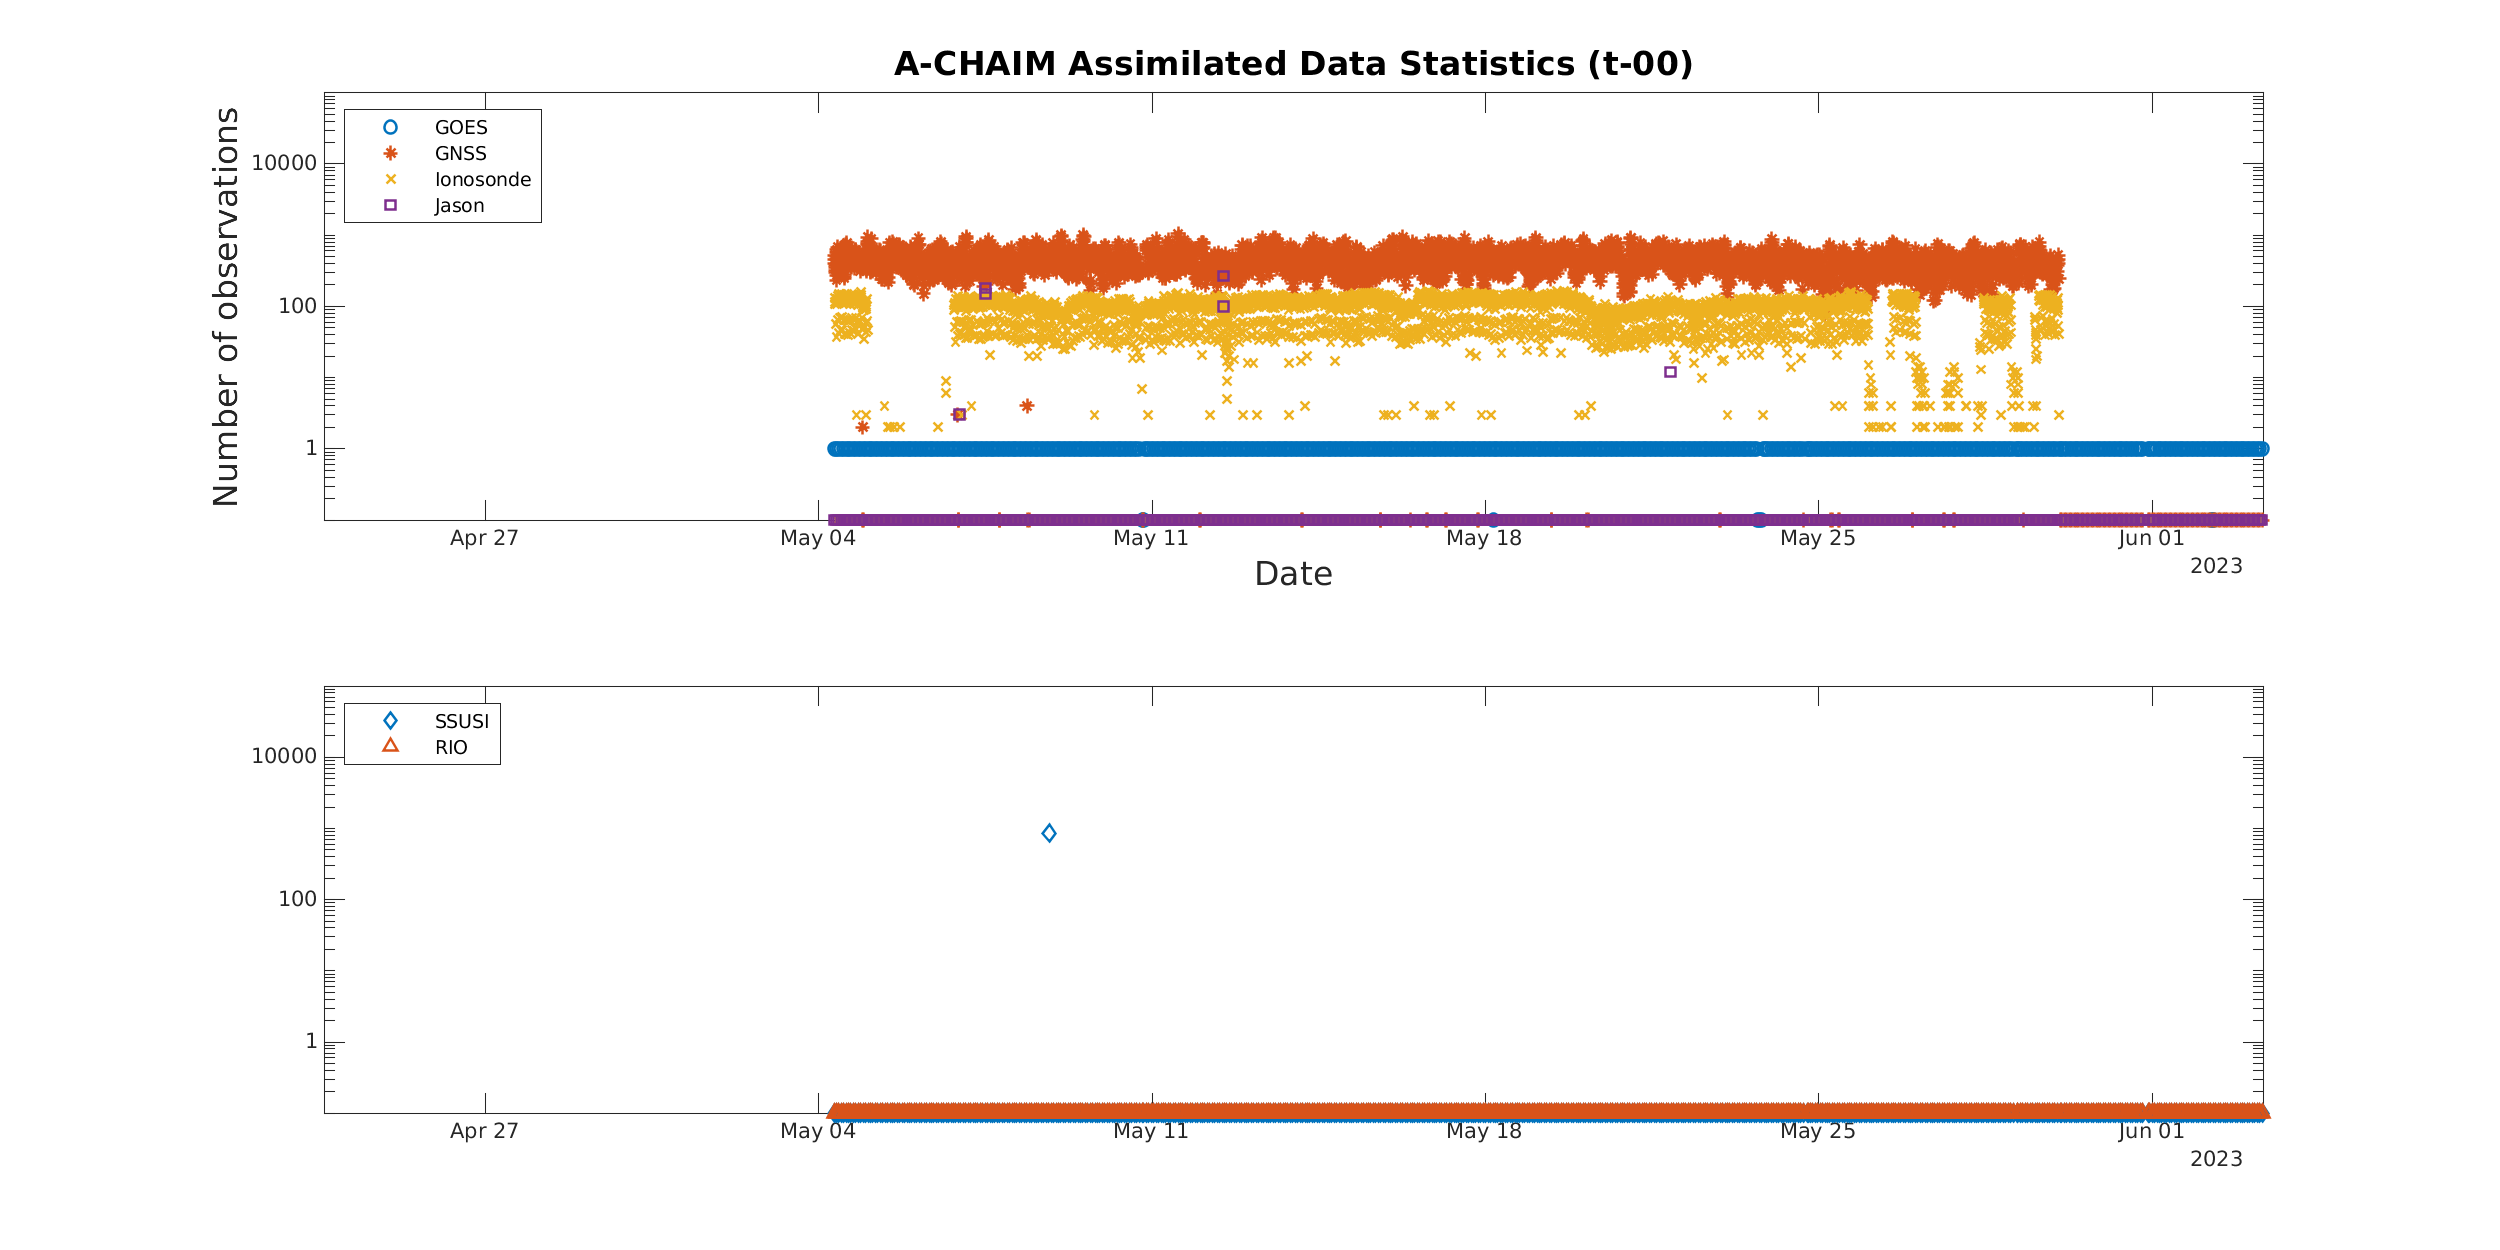 A-CHAIM Assimilated Data Statistics (t-00)
Number of observations
10000
100
1
GOES
GNSS
Ionosonde
Jason
Apr 27
May 04
May 11
May 18
May 25
Jun 01
2023
Date
10000
100
1
SSUSI
RIO
Apr 27
May 04
May 11
May 18
May 25
Jun 01
2023